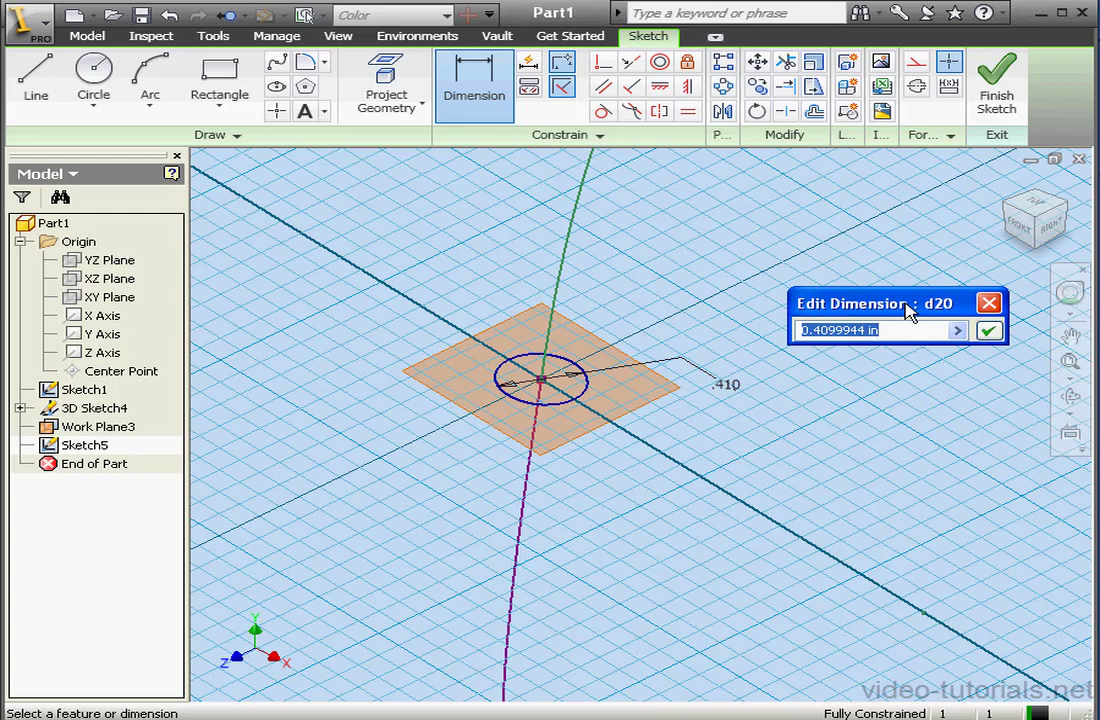 Color
Part1
Type a keyword or phrase
PRO
Model Inspect Tools Manage View Environments Vault Get Started Sketch
Line Circle Arc Rectangle
Project Geometry
Dimension
Finish Sketch
Draw Constrain P... Modify L... I... For... Exit
Model
Part1
Origin
YZ Plane
XZ Plane
XY Plane
X Axis
Y Axis
Z Axis
Center Point
Sketch1
3D Sketch4
Work Plane3
Sketch5
End of Part
TOP
FRONT
RIGHT
Edit Dimension : d20
0.4099944 in
.410
Y
Z
X
video-tutorials.net
Select a feature or dimension
Fully Constrained 1 1